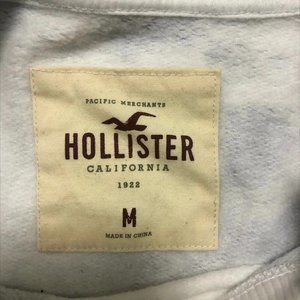 PACIFIC MERCHANTS
HOLLISTER
CALIFORNIA
1922
M
MADE IN CHINA